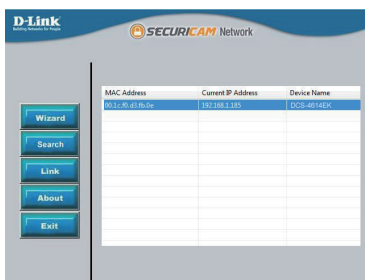 D-Link
Building Networks for People
SECURICAM Network
MAC Address Current IP Address Device Name
00.1c.f0.d3.fb.0e 192.168.1.185 DCS-4614EK
Wizard
Search
Link
About
Exit